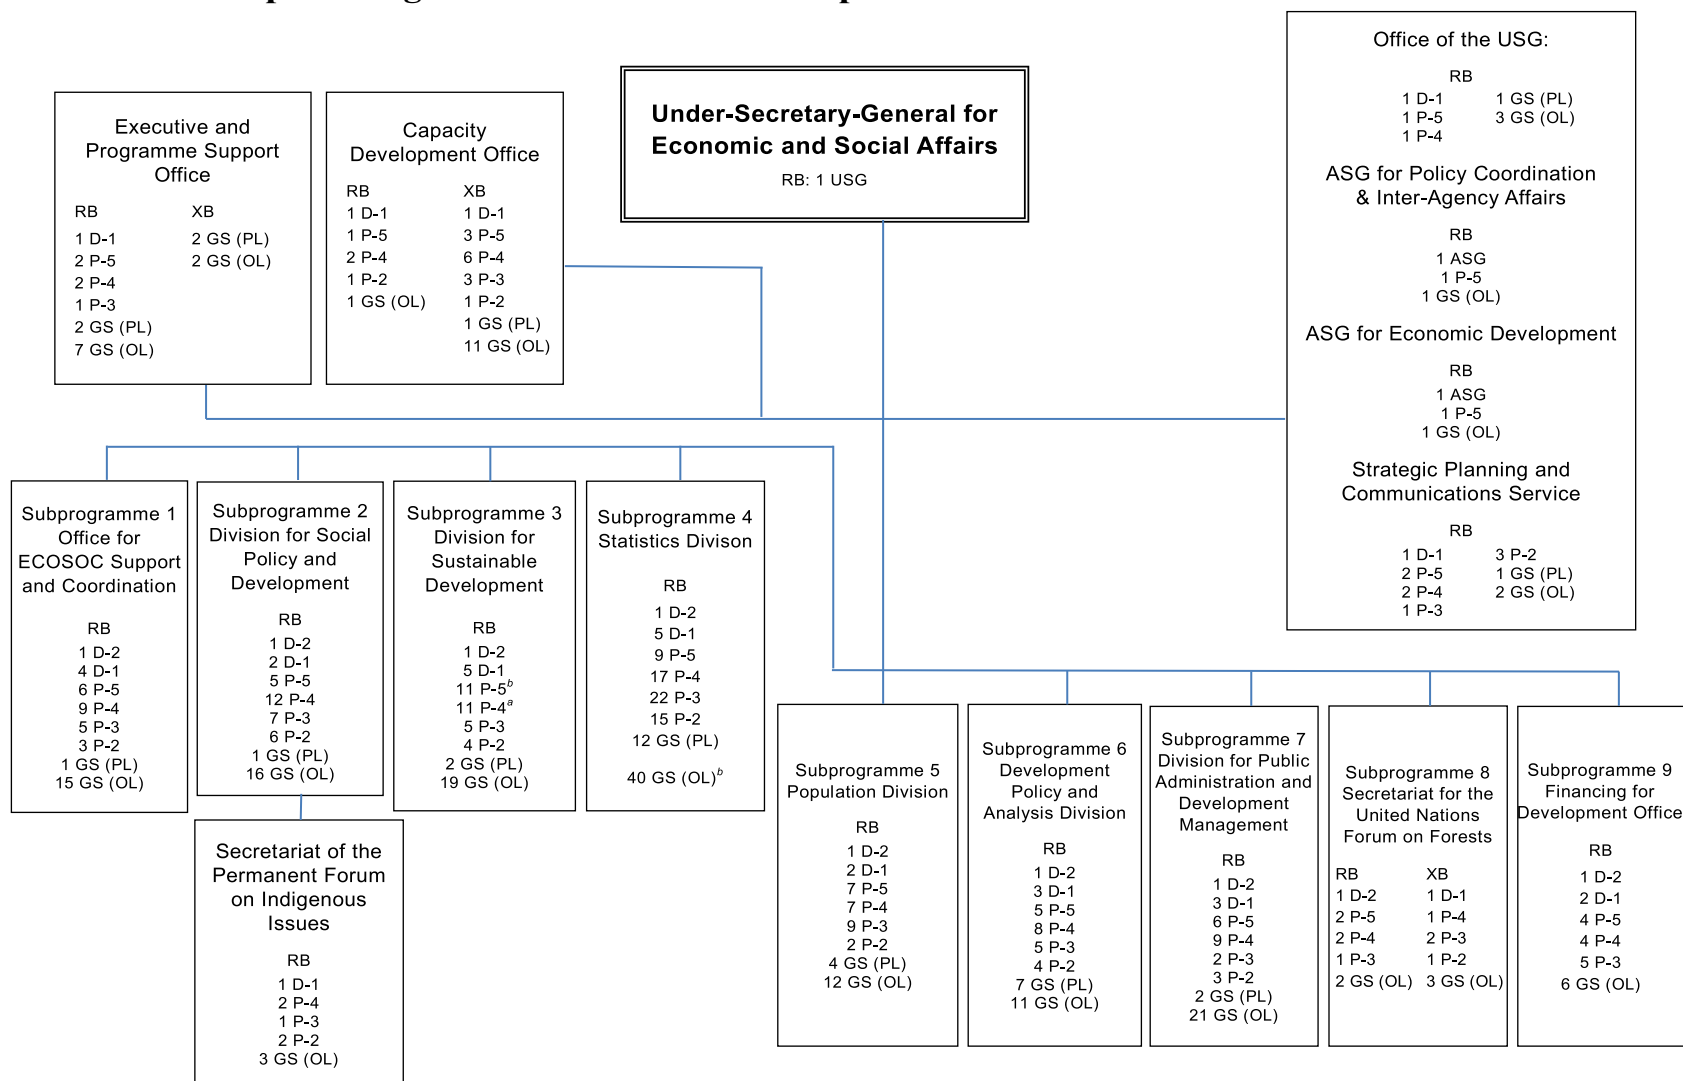 Executive and
Programme Support
Office
RB XB
1 D-1 2 GS (PL)
2 P-5 2 GS (OL)
2 P-4
1 P-3
2 GS (PL)
7 GS (OL)
Capacity
Development Office
RB XB
1 D-1 1 D-1
1 P-5 3 P-5
2 P-4 6 P-4
1 P-2 3 P-3
1 GS (OL) 1 P-2
1 GS (PL)
11 GS (OL)
Under-Secretary-General for
Economic and Social Affairs
RB: 1 USG
Office of the USG:
RB
1 D-1 1 GS (PL)
1 P-5 3 GS (OL)
1 P-4
ASG for Policy Coordination
& Inter-Agency Affairs
RB
1 ASG
1 P-5
1 GS (OL)
ASG for Economic Development
RB
1 ASG
1 P-5
1 GS (OL)
Strategic Planning and
Communications Service
RB
1 D-1 3 P-2
2 P-5 1 GS (PL)
2 P-4 2 GS (OL)
1 P-3
Subprogramme 1
Office for
ECOSOC Support
and Coordination
RB
1 D-2
4 D-1
6 P-5
9 P-4
5 P-3
3 P-2
1 GS (PL)
15 GS (OL)
Subprogramme 2
Division for Social
Policy and
Development
RB
1 D-2
2 D-1
5 P-5
12 P-4
7 P-3
6 P-2
1 GS (PL)
16 GS (OL)
Subprogramme 3
Division for
Sustainable
Development
RB
1 D-2
5 D-1
11 P-5b
11 P-4a
5 P-3
4 P-2
2 GS (PL)
19 GS (OL)
Subprogramme 4
Statistics Divison
RB
1 D-2
5 D-1
9 P-5
17 P-4
22 P-3
15 P-2
12 GS (PL)
40 GS (OL)b
Secretariat of the
Permanent Forum
on Indigenous
Issues
RB
1 D-1
2 P-4
1 P-3
2 P-2
3 GS (OL)
Subprogramme 5
Population Division
RB
1 D-2
2 D-1
7 P-5
7 P-4
9 P-3
2 P-2
4 GS (PL)
12 GS (OL)
Subprogramme 6
Development
Policy and
Analysis Division
RB
1 D-2
3 D-1
5 P-5
8 P-4
5 P-3
4 P-2
7 GS (PL)
11 GS (OL)
Subprogramme 7
Division for Public
Administration and
Development
Management
RB
1 D-2
3 D-1
6 P-5
9 P-4
2 P-3
3 P-2
2 GS (PL)
21 GS (OL)
Subprogramme 8
Secretariat for the
United Nations
Forum on Forests
RB XB
1 D-2 1 D-1
2 P-5 1 P-4
2 P-4 2 P-3
1 P-3 1 P-2
2 GS (OL) 3 GS (OL)
Subprogramme 9
Financing for
Development Office
RB
1 D-2
2 D-1
4 P-5
4 P-4
5 P-3
6 GS (OL)